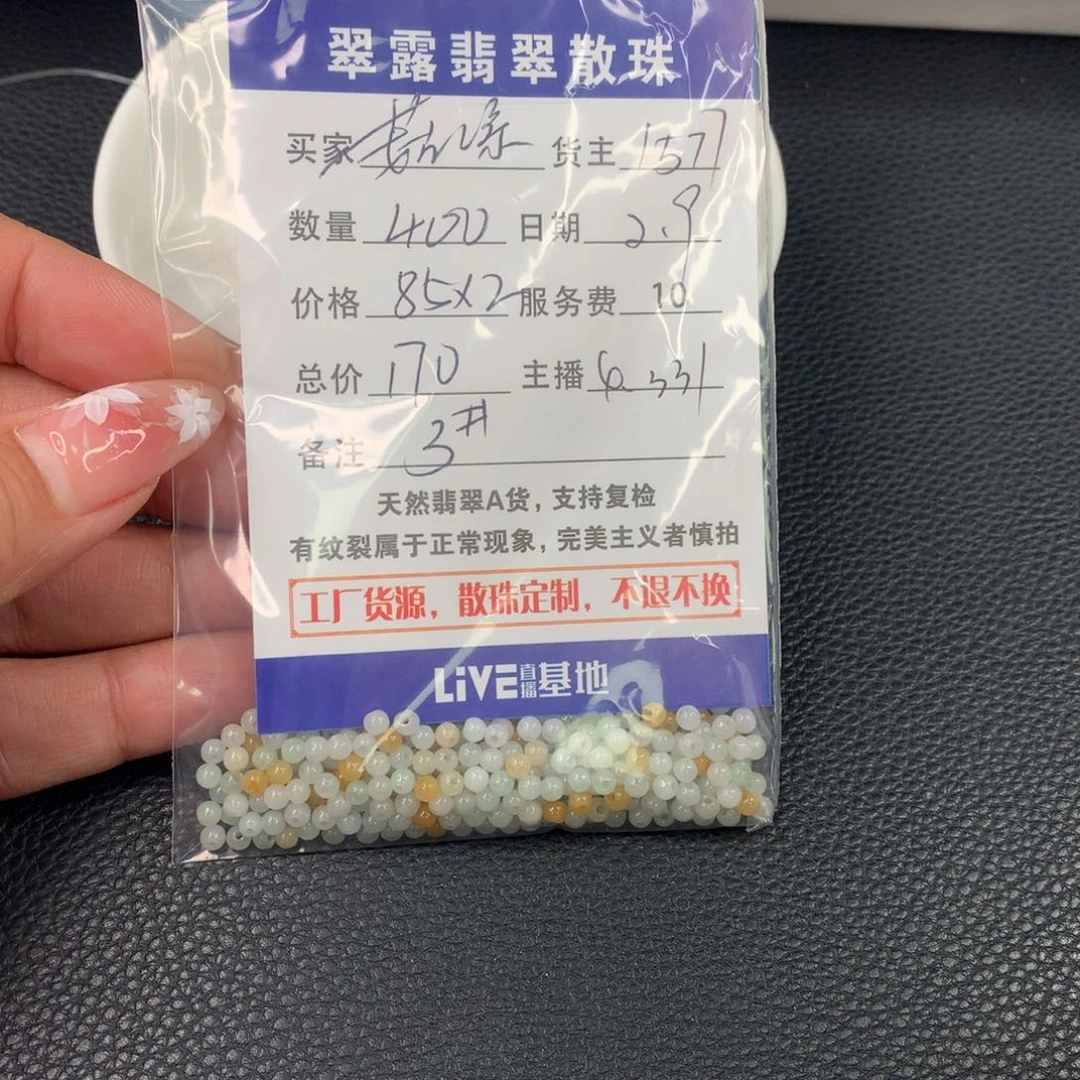 翠露翡翠散珠
买家 货主 1577
数量 400 日期 2.9
价格 85×2 服务费 10
总价 170 主播
备注 3#
天然翡翠A货，支持复检
有纹裂属于正常现象，完美主义者慎拍
工厂货源，散珠定制，不退不换
LiVE直播基地